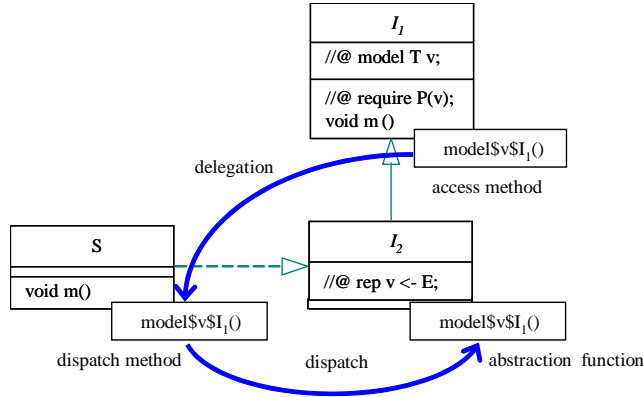 I₁
//@ model T v;
//@ require P(v);
void m ()
model$v$I₁()
access method
delegation
S
void m()
model$v$I₁()
dispatch method
I₂
//@ rep v <- E;
model$v$I₁()
abstraction function
dispatch